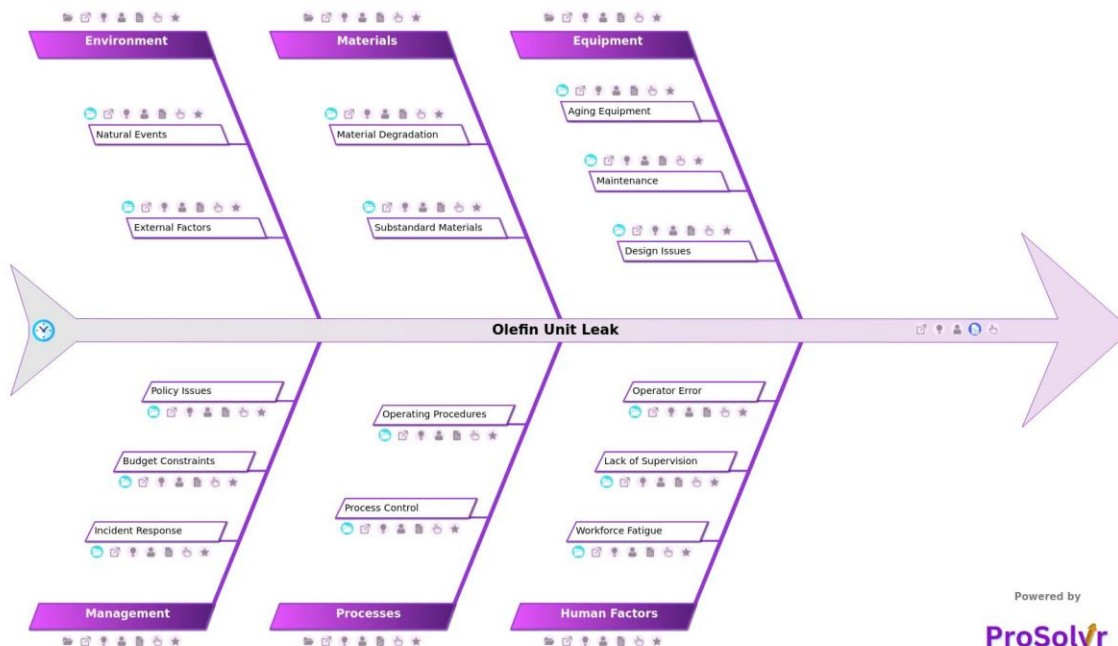 Environment
Materials
Equipment
Natural Events
External Factors
Material Degradation
Substandard Materials
Aging Equipment
Maintenance
Design Issues
Olefin Unit Leak
Policy Issues
Budget Constraints
Incident Response
Operating Procedures
Process Control
Operator Error
Lack of Supervision
Workforce Fatigue
Management
Processes
Human Factors
Powered by
ProSolvr